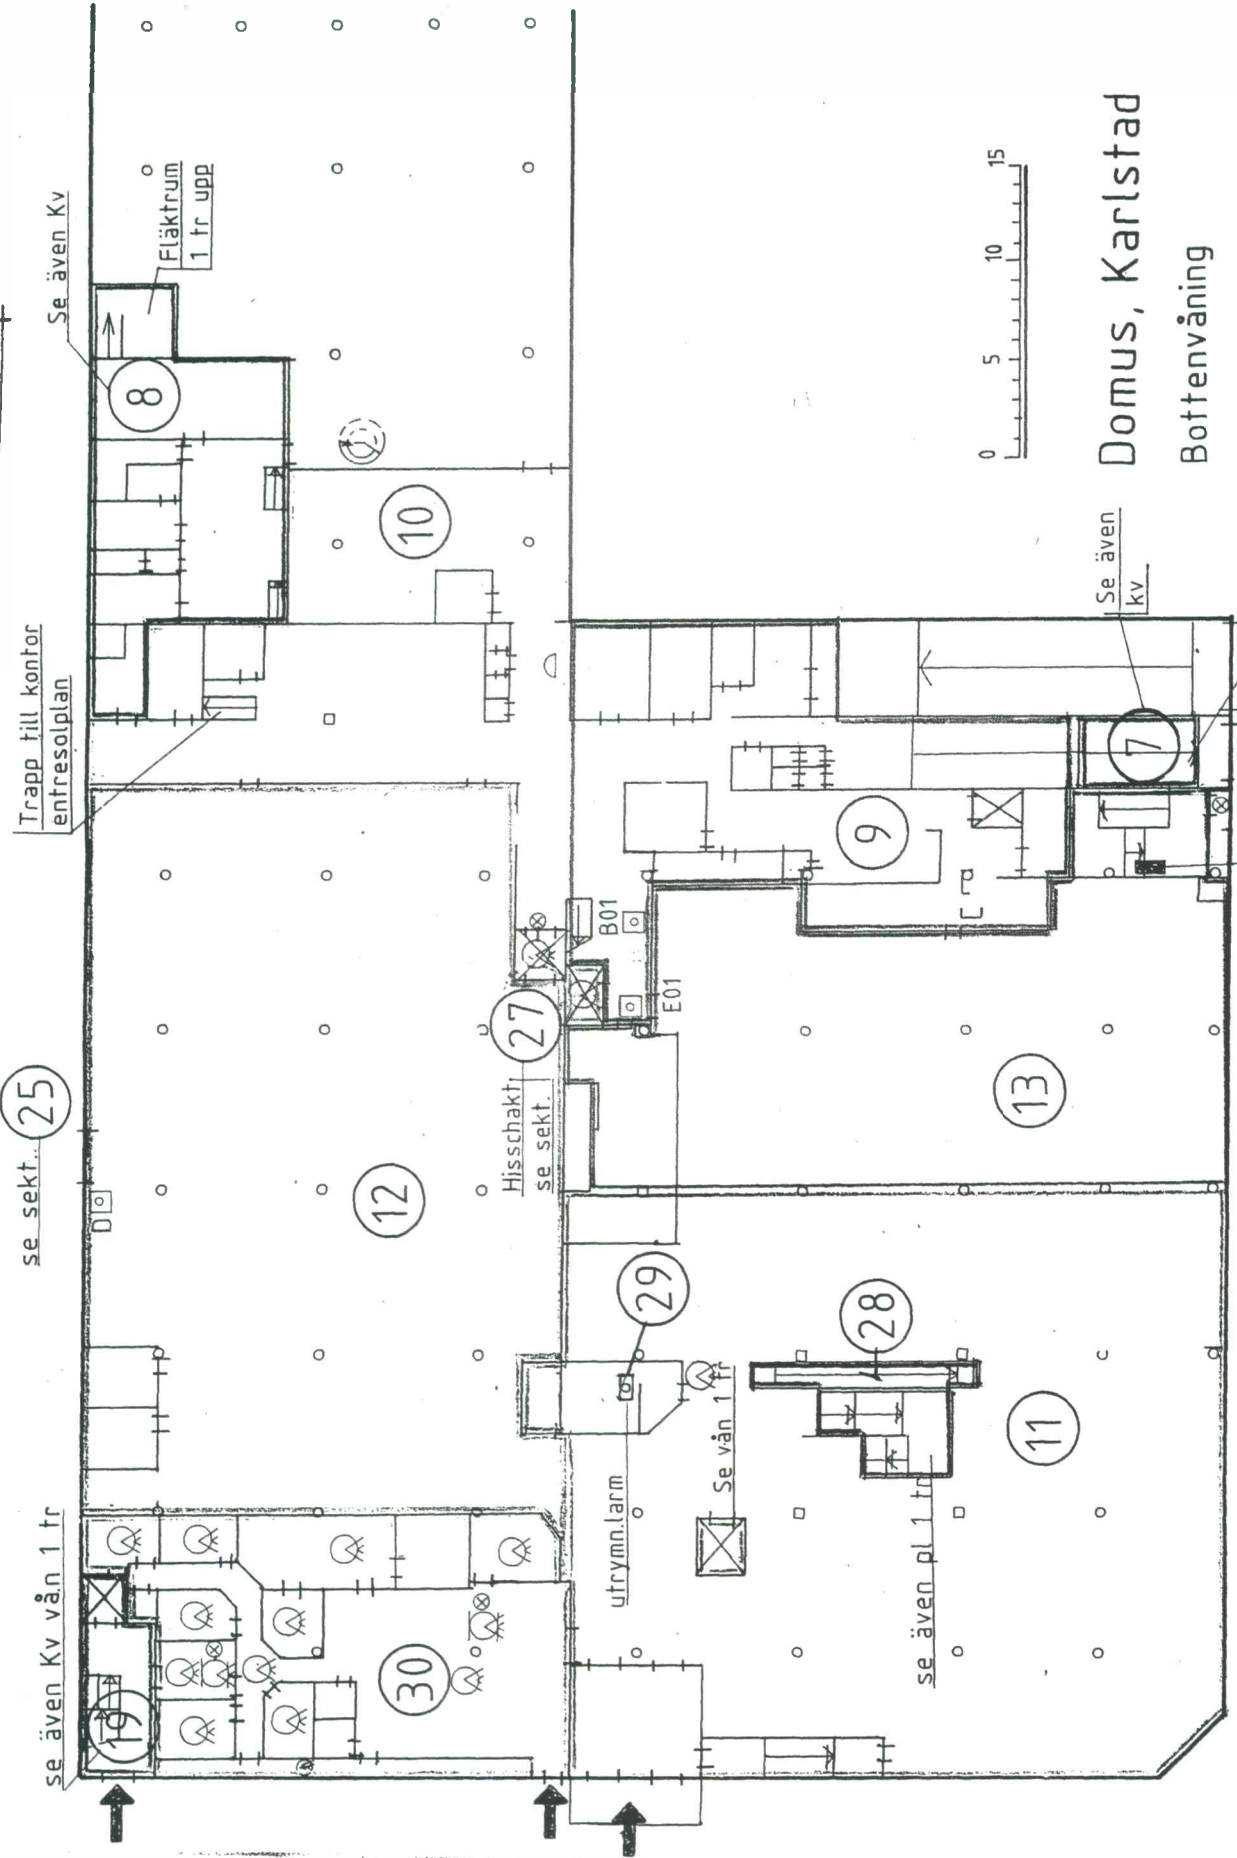 se sekt.
25
Trapp till kontor
entresolplan
Se även Kv
8
Fläktrum
1 tr upp
se även Kv vån 1 tr
19
30
12
10
Hisschakt
se sekt.
27
B01
E01
29
utrymn.larm
Se vån 1 tr
28
se även pl 1 tr
11
13
9
7
Se även
kv
0 5 10 15
Domus, Karlstad
Bottenvåning